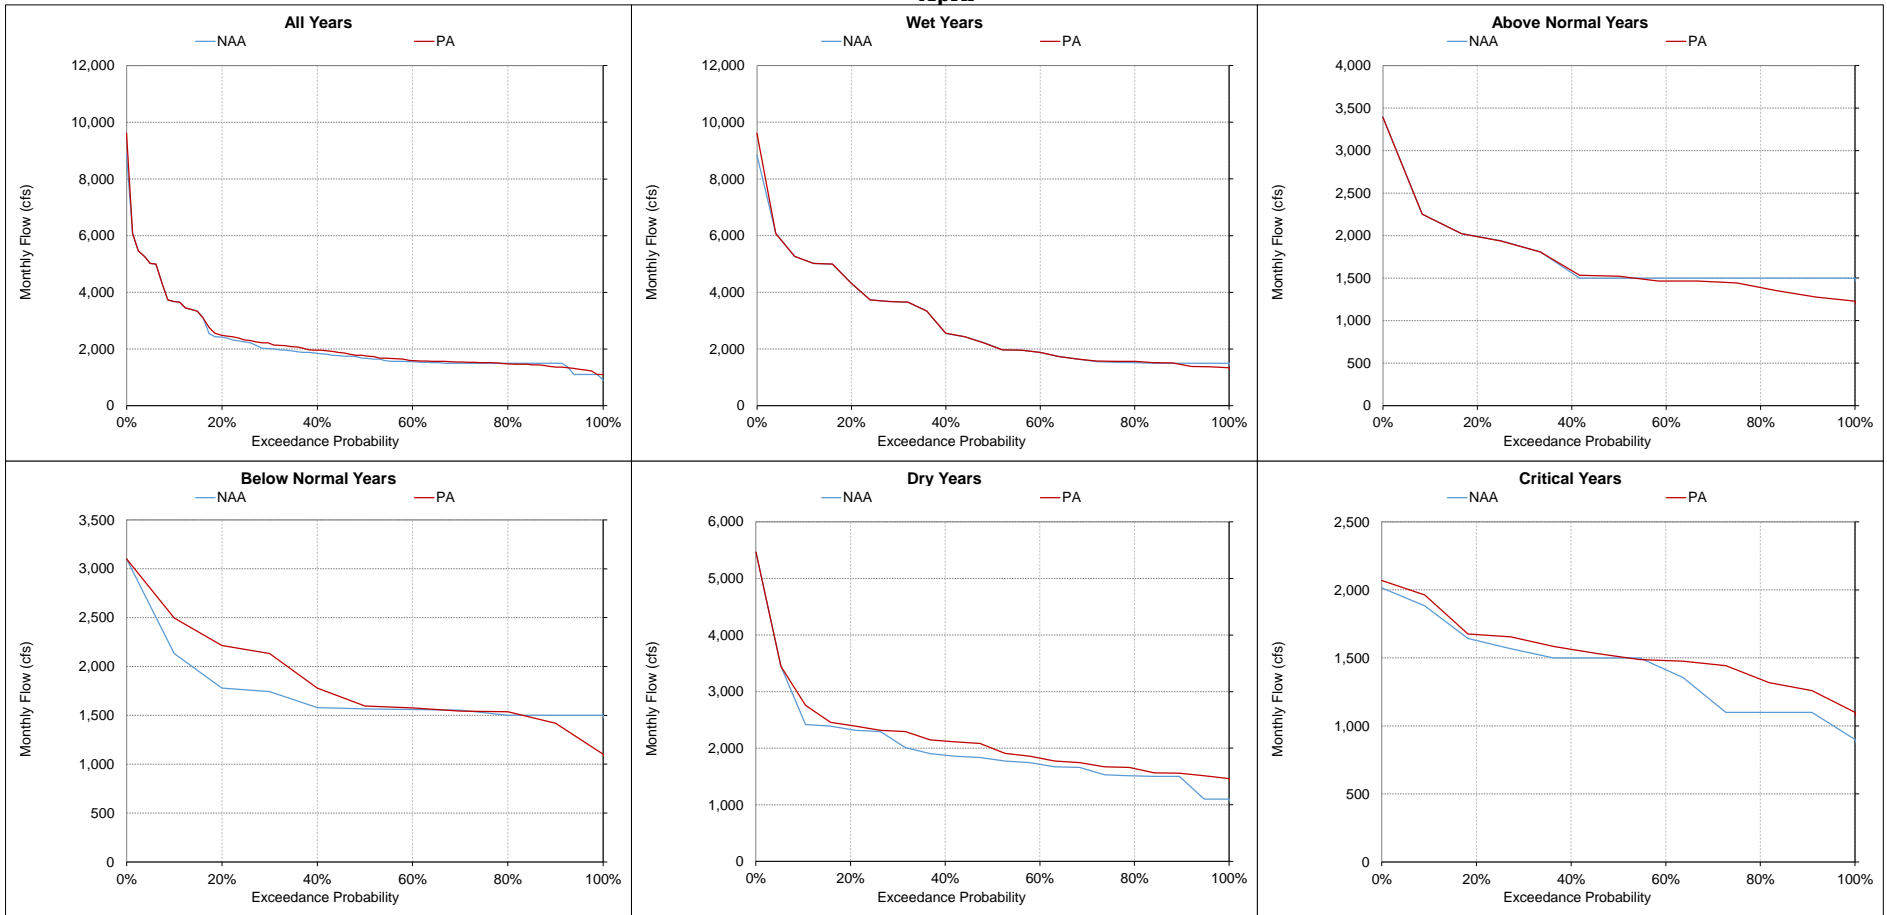 All Years
NAA PA
12,000
10,000
8,000
6,000
4,000
2,000
0
Monthly Flow (cfs)
0% 20% 40% 60% 80% 100%
Exceedance Probability
Wet Years
NAA PA
12,000
10,000
8,000
6,000
4,000
2,000
0
Monthly Flow (cfs)
0% 20% 40% 60% 80% 100%
Exceedance Probability
Above Normal Years
NAA PA
4,000
3,500
3,000
2,500
2,000
1,500
1,000
500
0
Monthly Flow (cfs)
0% 20% 40% 60% 80% 100%
Exceedance Probability
Below Normal Years
NAA PA
3,500
3,000
2,500
2,000
1,500
1,000
500
0
Monthly Flow (cfs)
0% 20% 40% 60% 80% 100%
Exceedance Probability
Dry Years
NAA PA
6,000
5,000
4,000
3,000
2,000
1,000
0
Monthly Flow (cfs)
0% 20% 40% 60% 80% 100%
Exceedance Probability
Critical Years
NAA PA
2,500
2,000
1,500
1,000
500
0
Monthly Flow (cfs)
0% 20% 40% 60% 80% 100%
Exceedance Probability